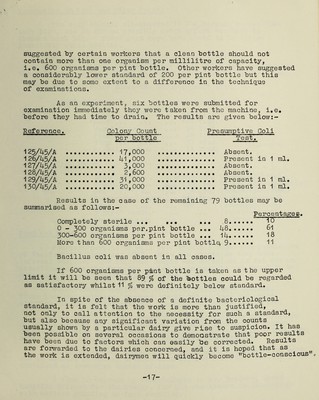 suggested by certain workers that a clean bottle should not
contain more than one organism per millilitre of capacity,
i.e. 600 organisms per pint bottle. Other workers have suggested
a considerably lower standard of 200 per pint bottle but this
may be due to some extent to a difference in the technique
of examinations.
As an experiment, six bottles were submitted for
examination immediately they were taken from the machine, i.e.
before they had time to drain. The results are given below:-
Reference. Colony Count Presumptive Coli
per bottle Test.
125/45/A ............ 17,000 ............. Absent.
126/45/A ............ 41,000 ............. Present in 1 ml.
127/45/A ............ 3,000 ............. Absent.
128/45/A ............ 2,600 ............. Absent.
129/45/A ............ 31,000 ............. Present in 1 ml.
130/45/A ............ 20,000 ............. Present in 1 ml.
Results in the case of the remaining 79 bottles may be
summarised as follows:-
Percentages.
Completely sterile ... ... ... 8..... 10
0 - 300 organisms per.pint bottle ... 48..... 61
300-600 organisms per pint bottle ... 14..... 18
More than 600 organisms per pint bottle 9..... 11
Bacillus coli was absent in all cases.
If 600 organisms per pint bottle is taken as the upper
limit it will be seen that 89 % of the bottles could be regarded
as satisfactory whilst 11 % were definitely below standard.
In spite of the absence of a definite bacteriological
standard, it is felt that the work is more than justified,
not only to call attention to the necessity for such a standard,
but also because any significant variation from the counts
usually shown by a particular dairy give rise to suspicion. It has
been possible on several occasions to demonstrate that poor results
have been due to factors which can easily be corrected. Results
are forwarded to the dairies concerned, and it is hoped that as
the work is extended, dairymen will quickly become "bottle-conscious".
-17-